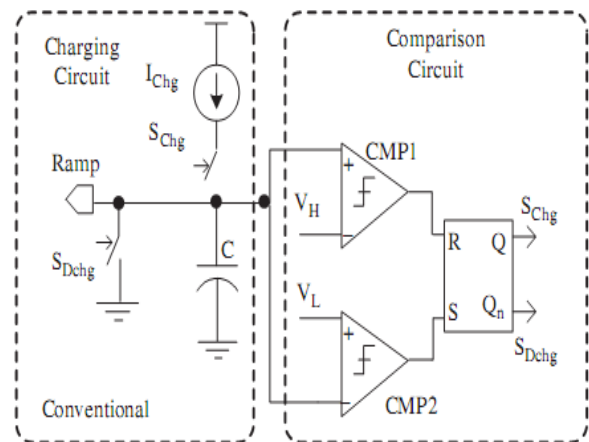 Charging
Circuit
I_Chg
S_Chg
Ramp
S_Dchg
C
Conventional
Comparison
Circuit
CMP1
+
−
V_H
V_L
+
−
CMP2
R
Q
S
Q_n
S_Chg
S_Dchg